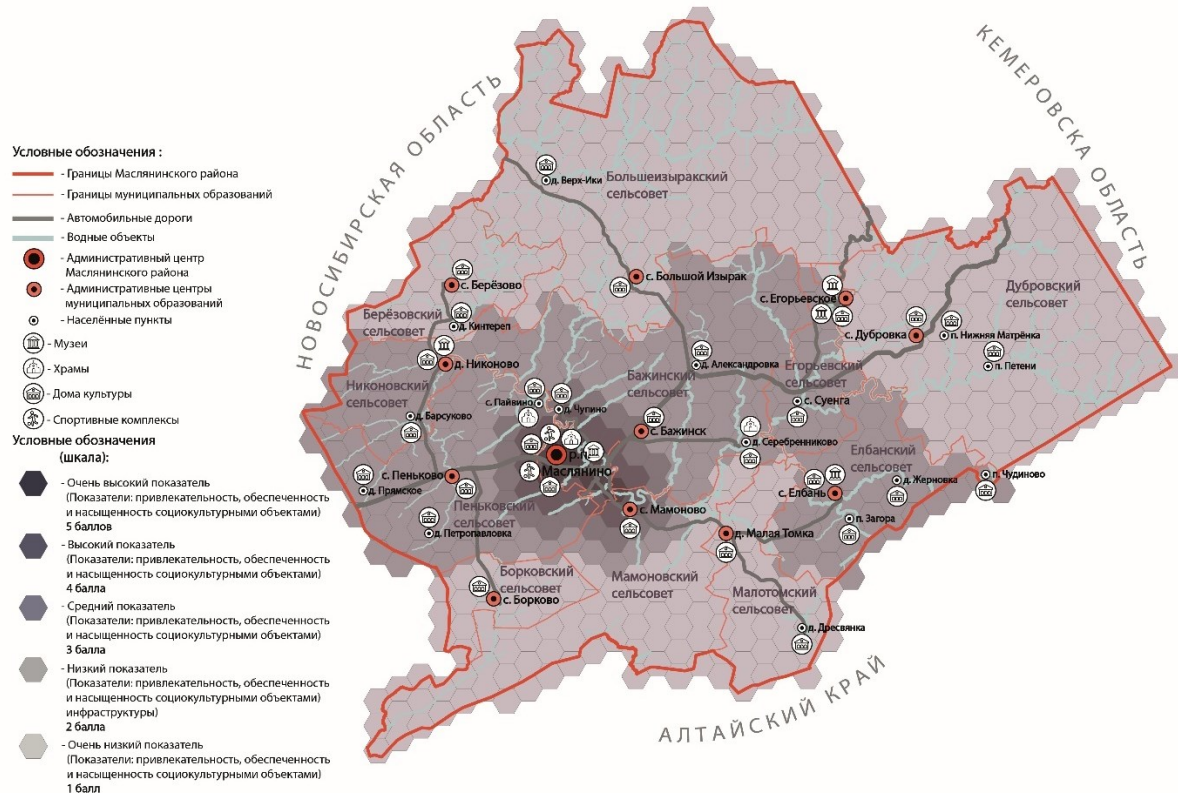 НОВОСИБИРСКАЯ ОБЛАСТЬ
КЕМЕРОВСКА ОБЛАСТЬ
АЛТАЙСКИЙ КРАЙ
Условные обозначения :
- Границы Маслянинского района
- Границы муниципальных образований
- Автомобильные дороги
- Водные объекты
- Административный центр
Маслянинского района
- Административные центры
муниципальных образований
- Населённые пункты
- Музеи
- Храмы
- Дома культуры
- Спортивные комплексы
Условные обозначения
(шкала):
- Очень высокий показатель
(Показатели: привлекательность, обеспеченность
и насыщенность социокультурными объектами)
5 баллов
- Высокий показатель
(Показатели: привлекательность, обеспеченность
и насыщенность социокультурными объектами)
4 балла
- Средний показатель
(Показатели: привлекательность, обеспеченность
и насыщенность социокультурными объектами)
3 балла
- Низкий показатель
(Показатели: привлекательность, обеспеченность
и насыщенность социокультурными объектами)
инфраструктуры)
2 балла
- Очень низкий показатель
(Показатели: привлекательность, обеспеченность
и насыщенность социокультурными объектами)
1 балл
д. Верх-Ики
Большеизыракский
сельсовет
с. Большой Изырак
с. Берёзово
Берёзовский
сельсовет
д. Кинтереп
с. Егорьевское
Дубровский
сельсовет
с. Дубровка
п. Нижняя Матрёнка
п. Петени
д. Никоново
Никоновский
сельсовет
Бажинский
сельсовет
д. Александровка
Егорьевский
сельсовет
с. Суенга
с. Пайвино
д. Чупино
д. Барсуково
с. Бажинск
д. Серебренниково
Елбанский
сельсовет
р.п.
Маслянино
с. Пеньково
д. Прямское
Пеньковский
сельсовет
д. Петропавловка
с. Елбань
д. Жерновка
п. Чудиново
п. Загора
с. Мамоново
д. Малая Томка
Борковский
сельсовет
с. Борково
Мамоновский
сельсовет
Малотомский
сельсовет
д. Дресвянка